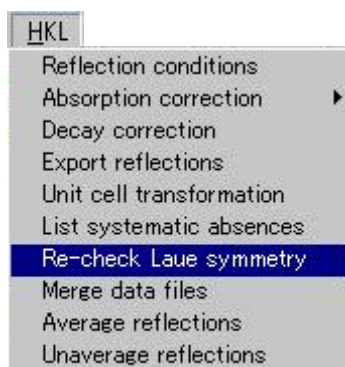 HKL
Reflection conditions
Absorption correction
Decay correction
Export reflections
Unit cell transformation
List systematic absences
Re-check Laue symmetry
Merge data files
Average reflections
Unaverage reflections